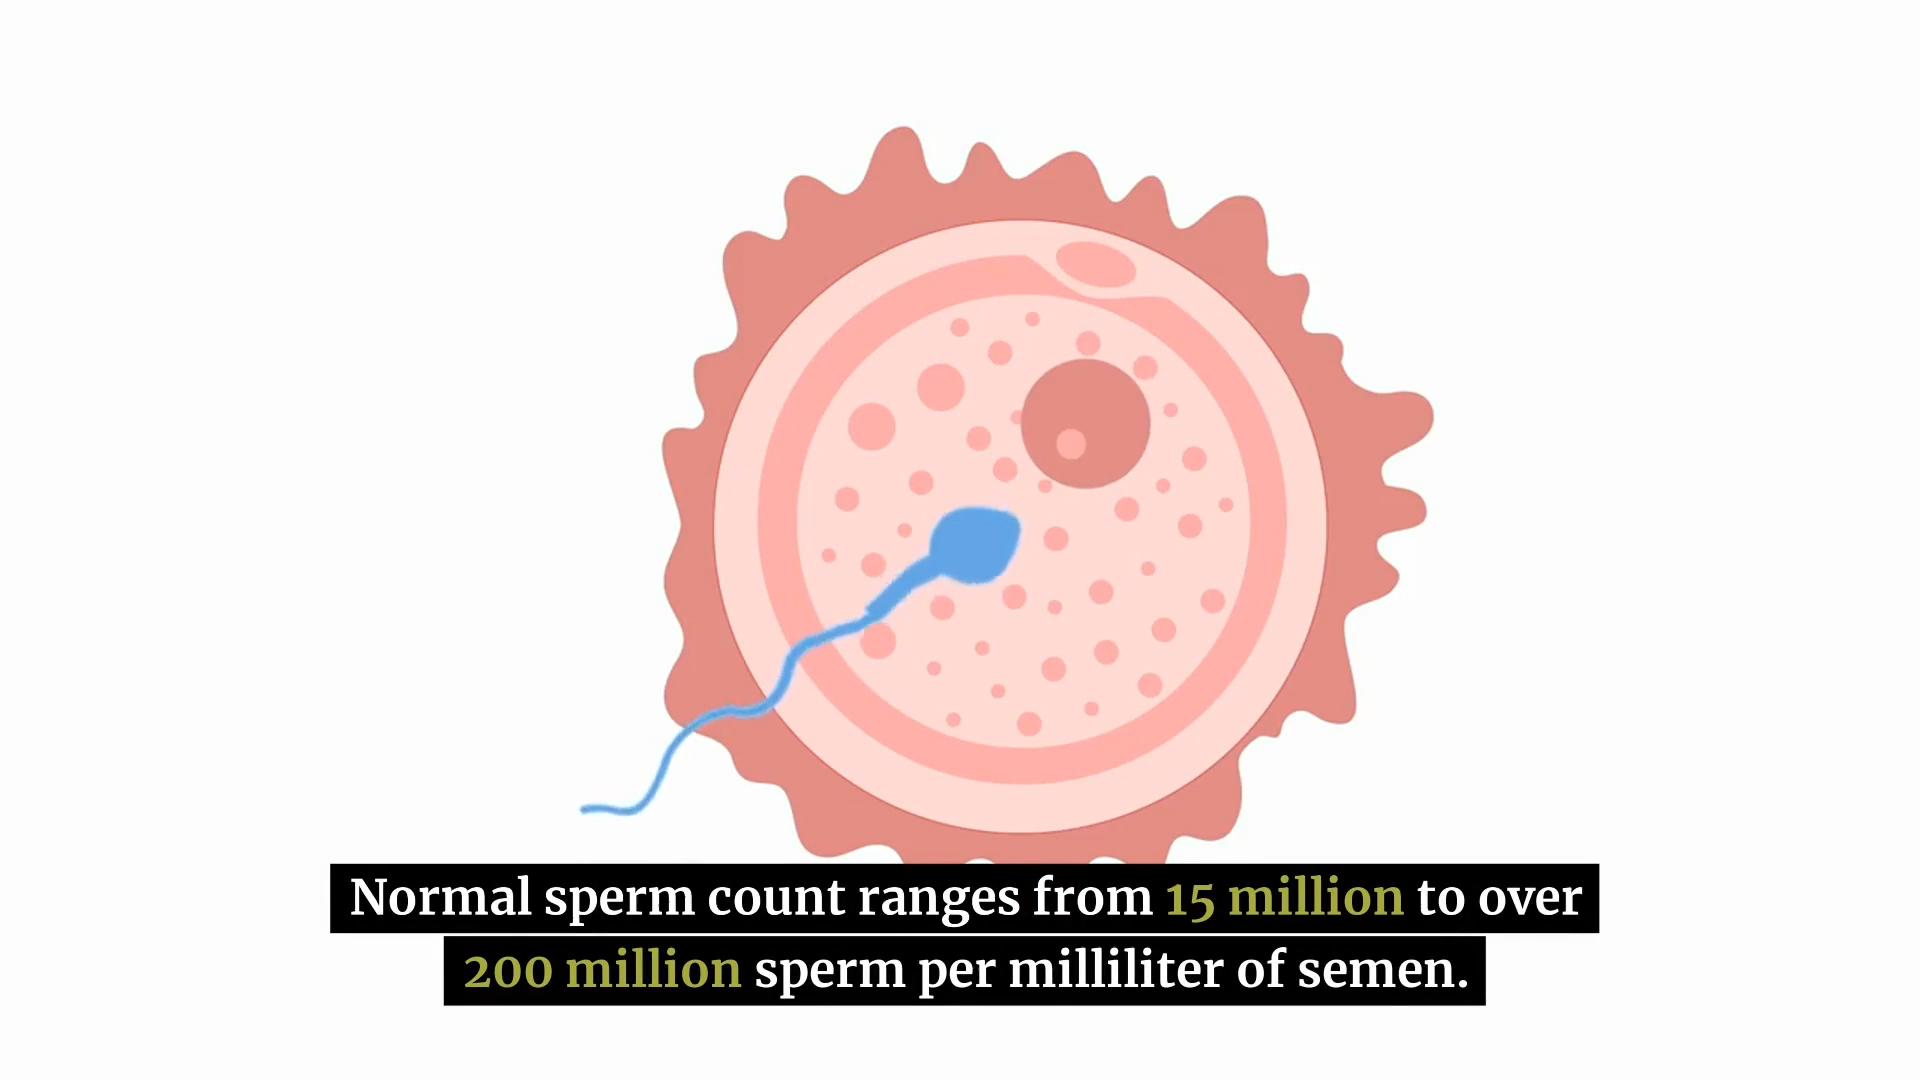 Normal sperm count ranges from 15 million to over
200 million sperm per milliliter of semen.